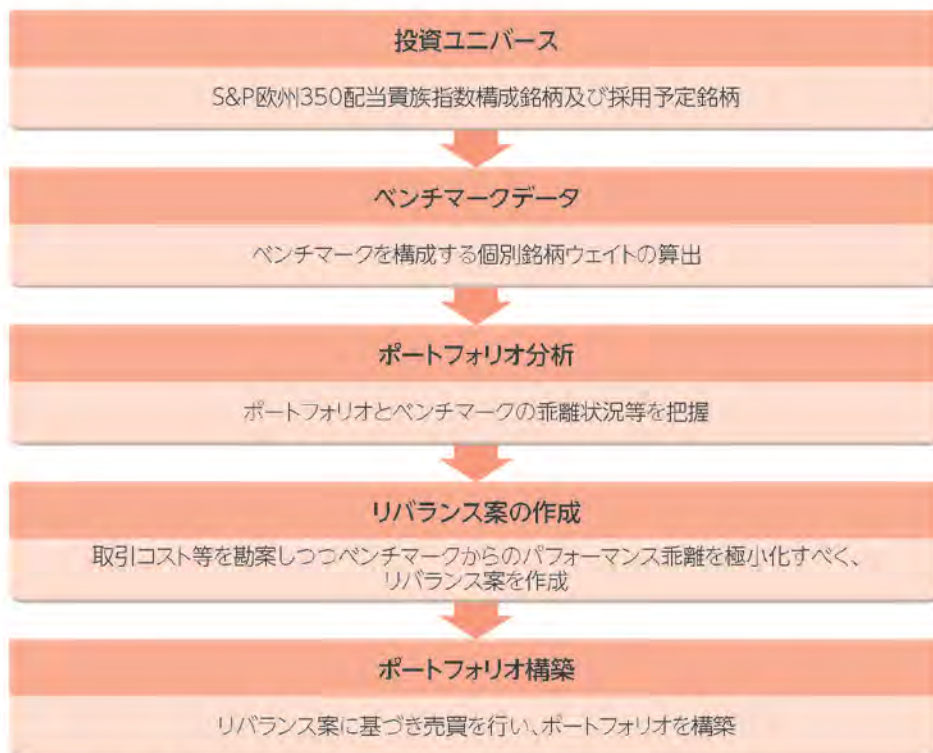 投資ユニバース
S&P欧州350配当貴族指数構成銘柄及び採用予定銘柄
ベンチマークデータ
ベンチマークを構成する個別銘柄ウェイトの算出
ポートフォリオ分析
ポートフォリオとベンチマークの乖離状況等を把握
リバランス案の作成
取引コスト等を勘案しつつベンチマークからのパフォーマンス乖離を極小化すべく、
リバランス案を作成
ポートフォリオ構築
リバランス案に基づき売買を行い、ポートフォリオを構築